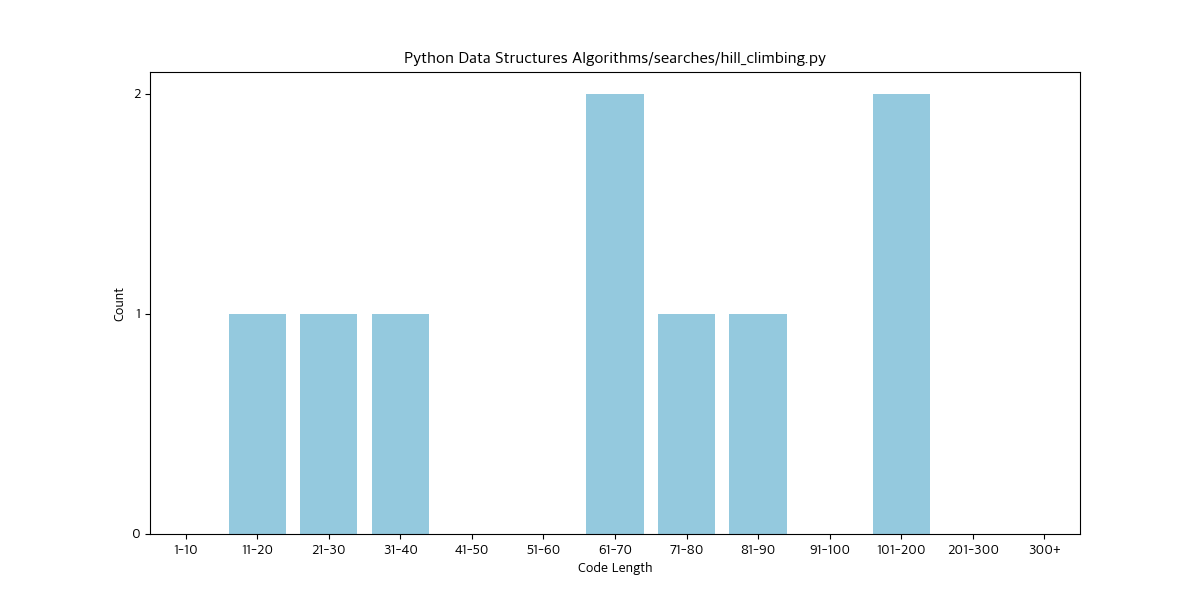 Python Data Structures Algorithms/searches/hill_climbing.py
2
1
0
Count
1-10 11-20 21-30 31-40 41-50 51-60 61-70 71-80 81-90 91-100 101-200 201-300 300+
Code Length